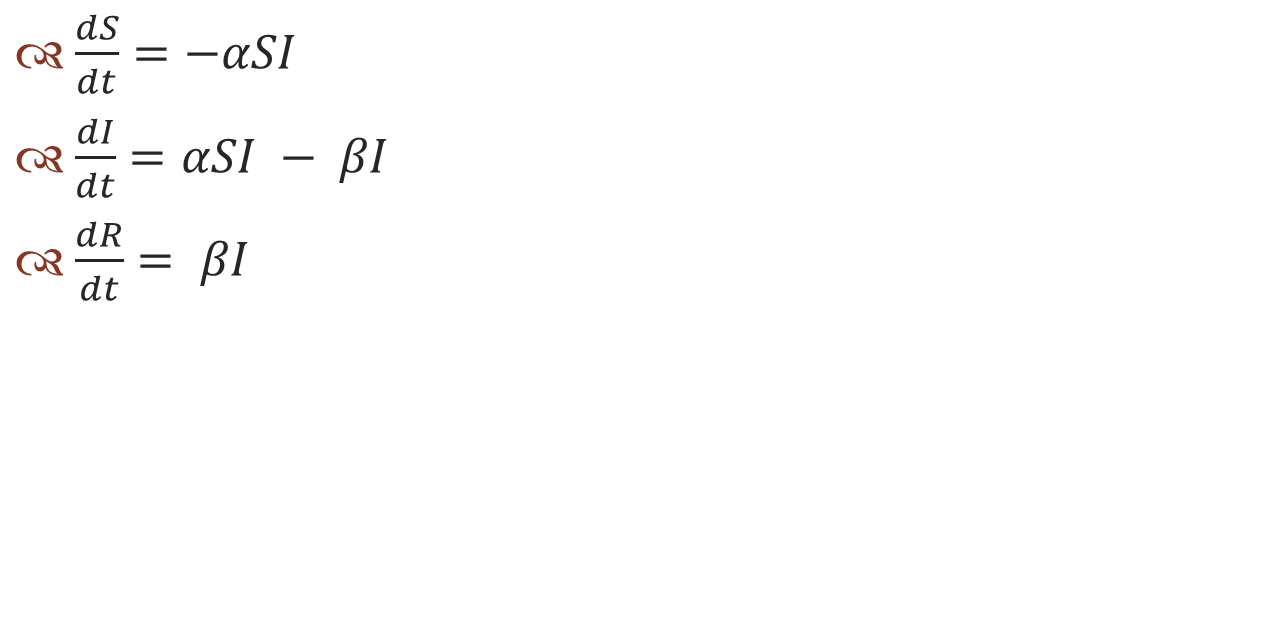 dS/dt = −αSI
dI/dt = αSI − βI
dR/dt = βI